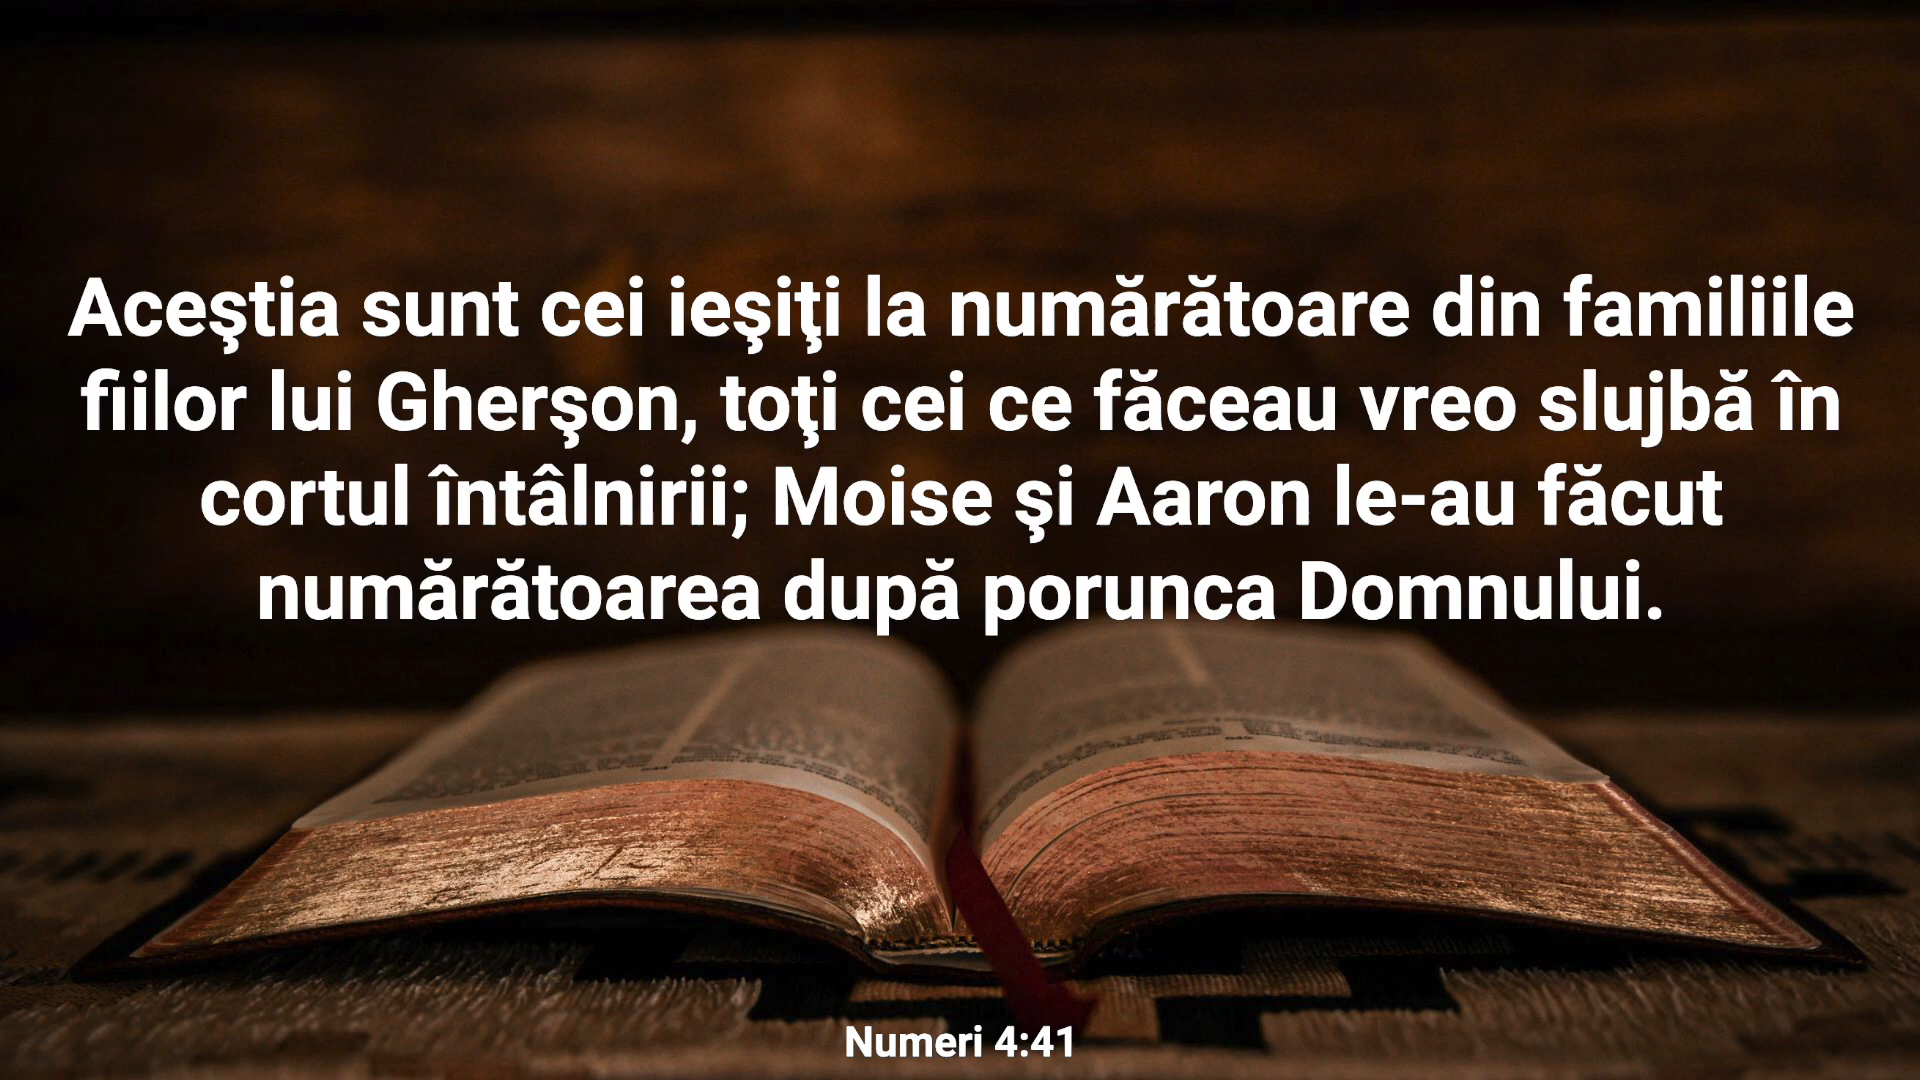 Aceştia sunt cei ieşiţi la numărătoare din familiile
fiilor lui Gherşon, toţi cei ce făceau vreo slujbă în
cortul întâlnirii; Moise şi Aaron le-au făcut
numărătoarea după porunca Domnului.
Numeri 4:41